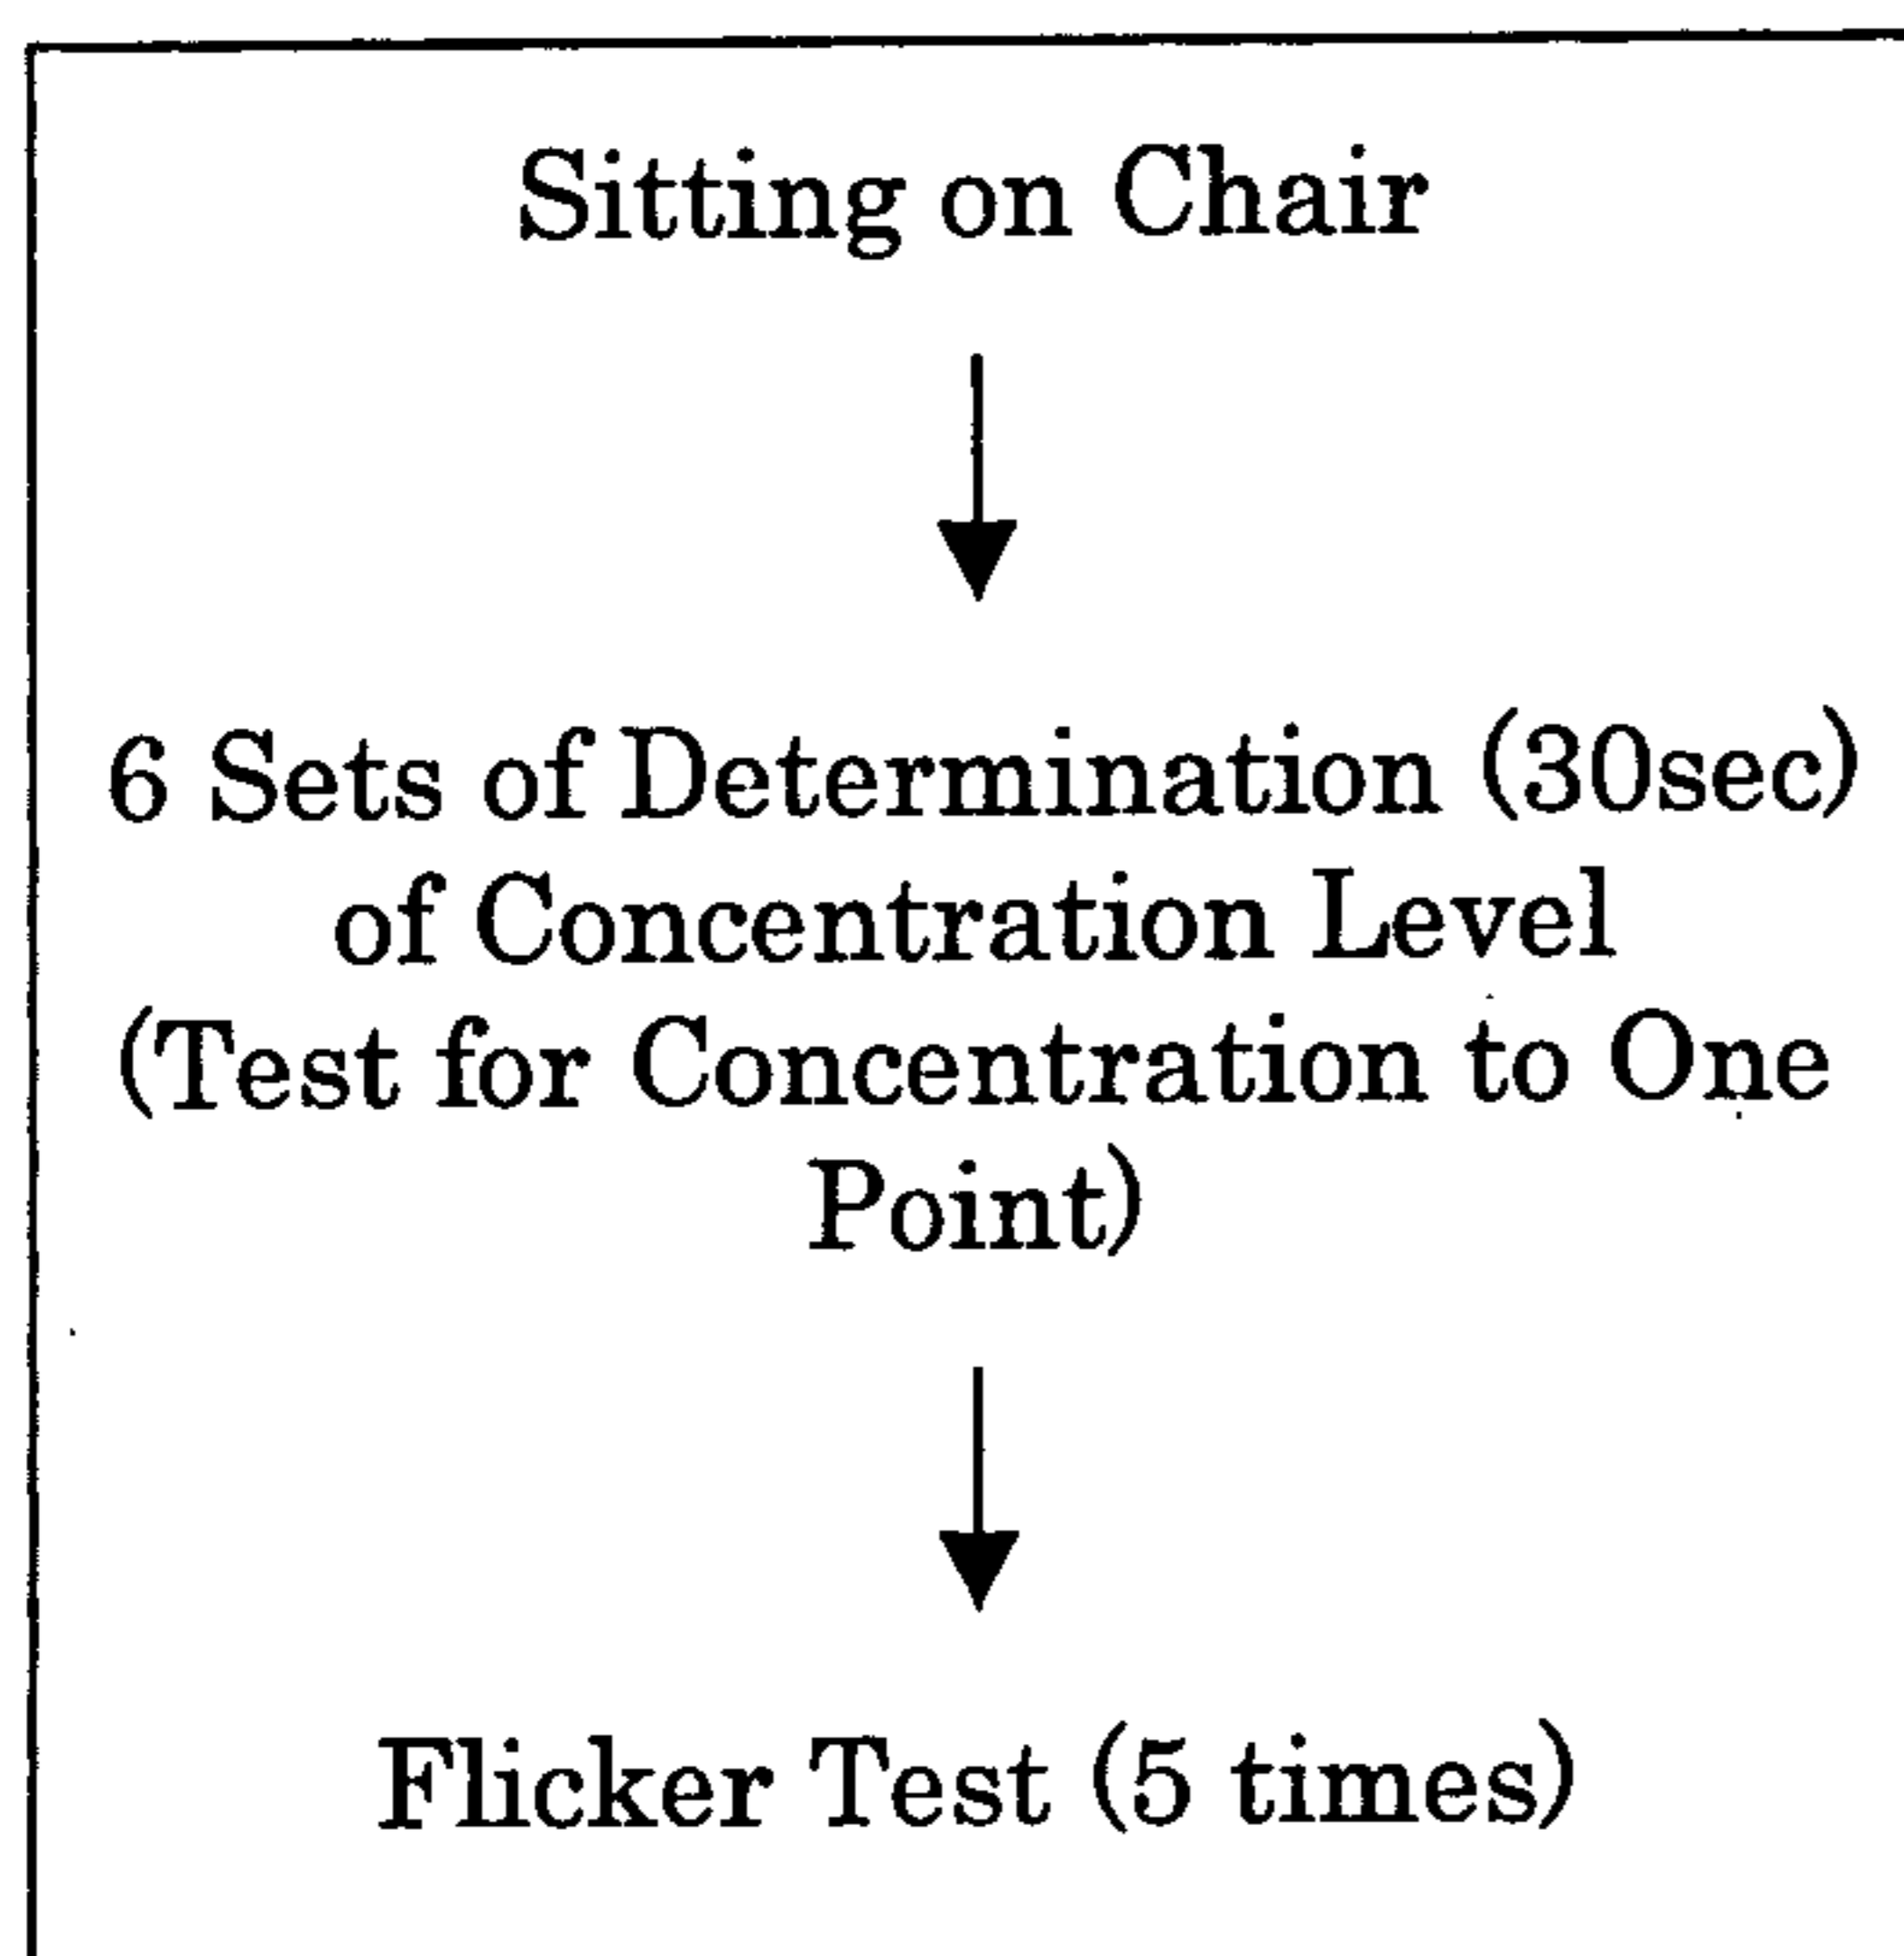 Sitting on Chair
6 Sets of Determination (30sec)
of Concentration Level
(Test for Concentration to One
Point)
Flicker Test (5 times)